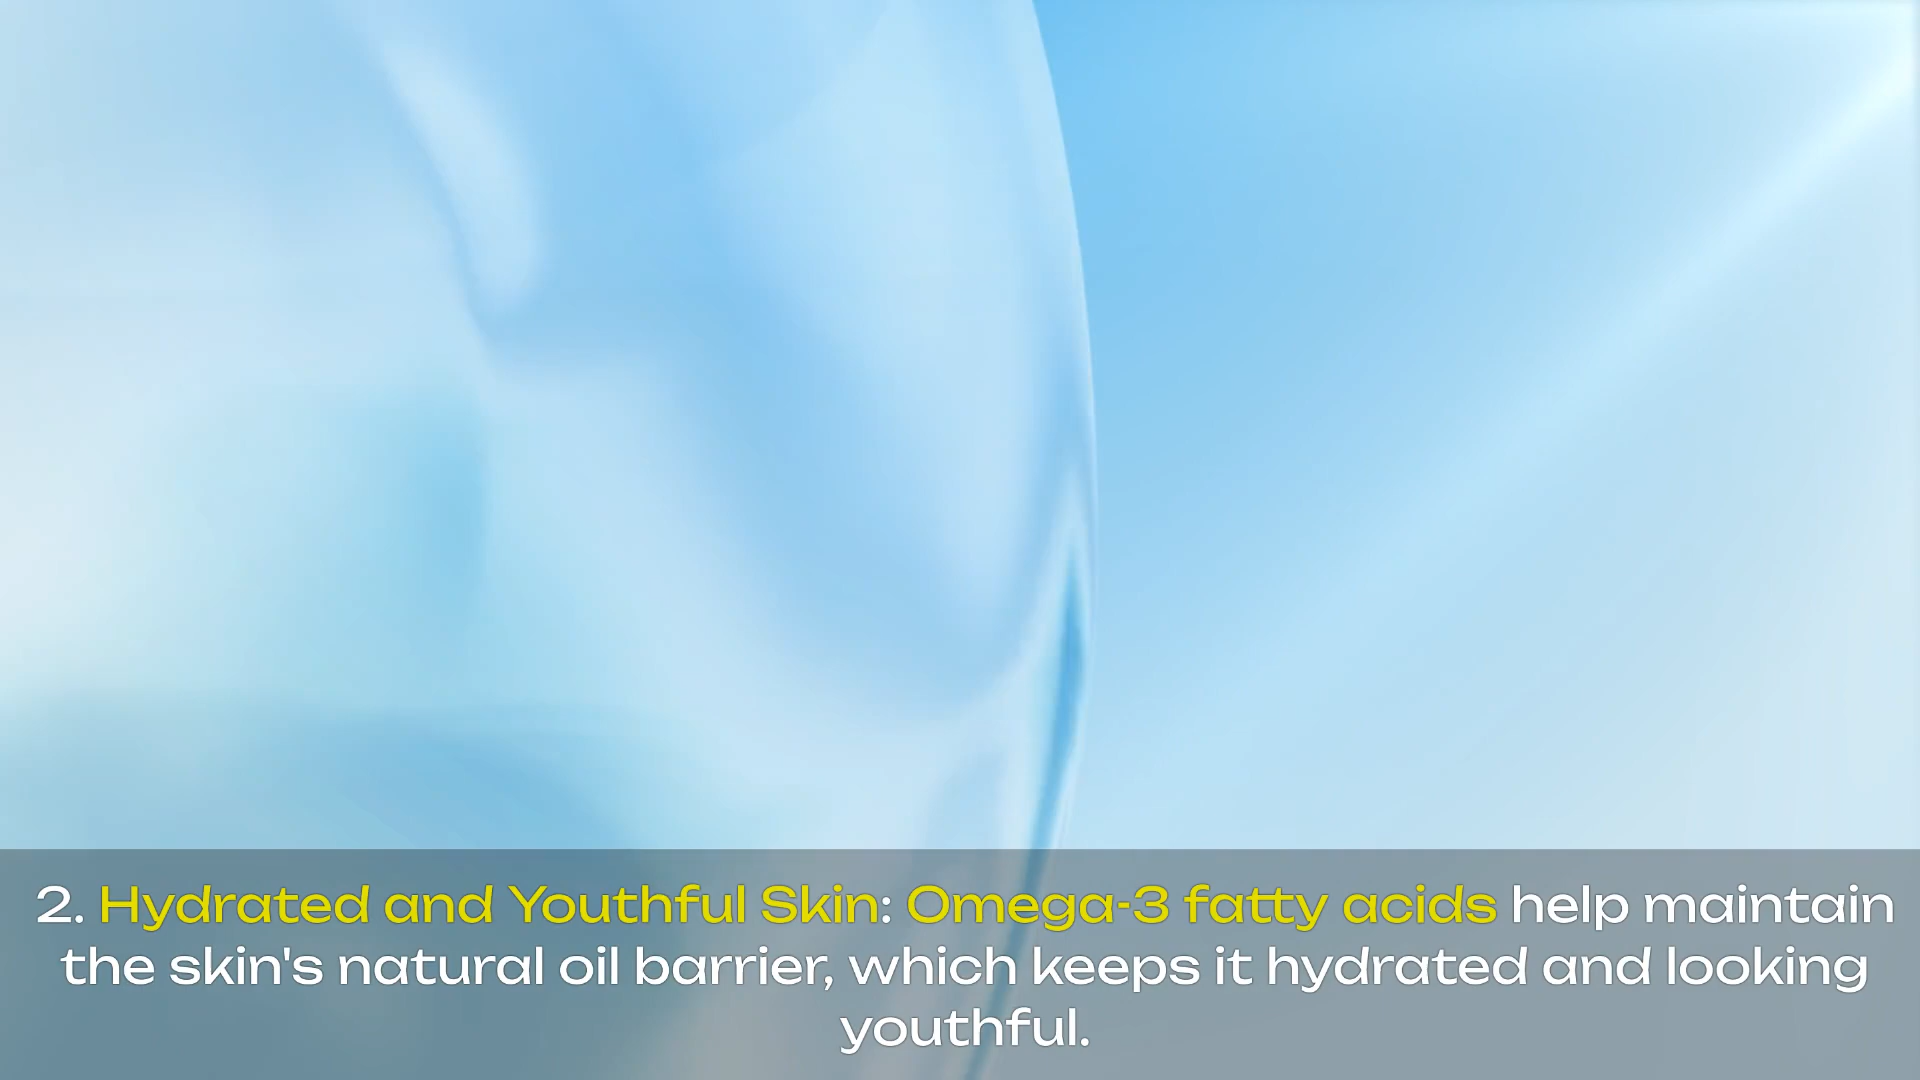 2. Hydrated and Youthful Skin: Omega-3 fatty acids help maintain
the skin's natural oil barrier, which keeps it hydrated and looking
youthful.